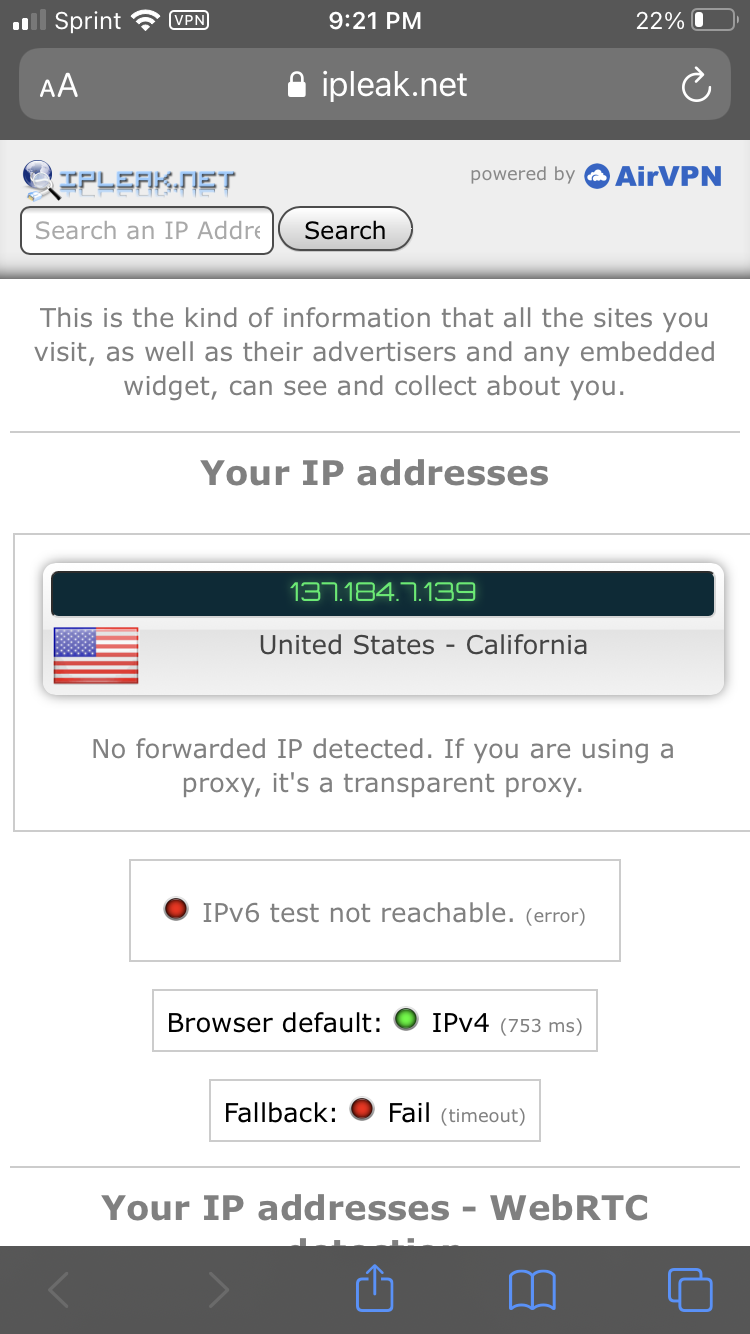 Sprint VPN 9:21 PM 22%
AA ipleak.net
IPLEAK.NET powered by AirVPN
Search an IP Addre Search
This is the kind of information that all the sites you
visit, as well as their advertisers and any embedded
widget, can see and collect about you.
Your IP addresses
137.184.7.139
United States - California
No forwarded IP detected. If you are using a
proxy, it's a transparent proxy.
IPv6 test not reachable. (error)
Browser default: IPv4 (753 ms)
Fallback: Fail (timeout)
Your IP addresses - WebRTC
detection